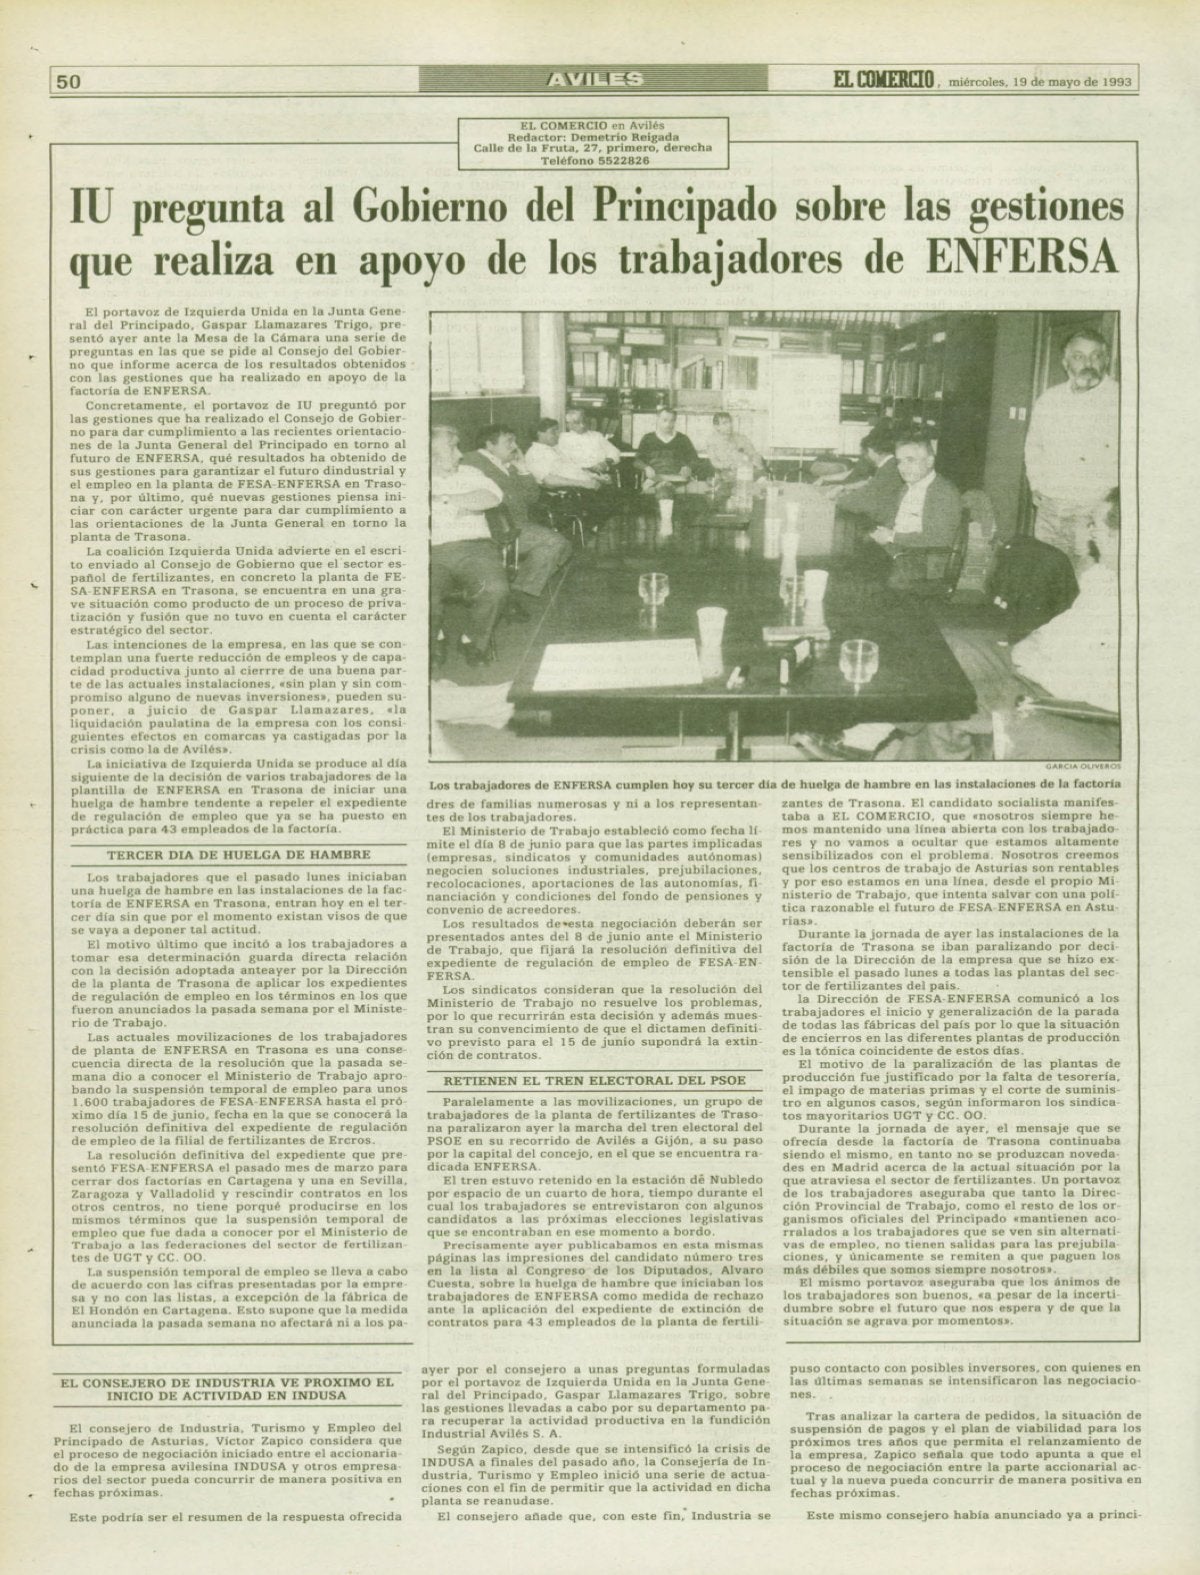 50
AVILES
EL COMERCIO, miércoles, 19 de mayo de 1993
EL COMERCIO en Avilés
Redactor: Demetrio Reigada
Calle de la Fruta, 27, primero, derecha
Teléfono 5522826
IU pregunta al Gobierno del Principado sobre las gestiones
que realiza en apoyo de los trabajadores de ENFERSA
El portavoz de Izquierda Unida en la Junta Gene-
ral del Principado, Gaspar Llamazares Trigo, pre-
sentó ayer ante la Mesa de la Cámara una serie de
preguntas en las que se pide al Consejo del Gobier-
no que informe acerca de los resultados obtenidos
con las gestiones que ha realizado en apoyo de la
factoría de ENFERSA.
Concretamente, el portavoz de IU preguntó por
las gestiones que ha realizado el Consejo de Gobier-
no para dar cumplimiento a las recientes orientacio-
nes de la Junta General del Principado en torno al
futuro de ENFERSA, qué resultados ha obtenido de
sus gestiones para garantizar el futuro dindustrial y
el empleo en la planta de FESA-ENFERSA en Traso-
na y, por último, qué nuevas gestiones piensa ini-
ciar con carácter urgente para dar cumplimiento a
las orientaciones de la Junta General en torno la
planta de Trasona.
La coalición Izquierda Unida advierte en el escri-
to enviado al Consejo de Gobierno que el sector es-
pañol de fertilizantes, en concreto la planta de FE-
SA-ENFERSA en Trasona, se encuentra en una gra-
ve situación como producto de un proceso de priva-
tización y fusión que no tuvo en cuenta el carácter
estratégico del sector.
Las intenciones de la empresa, en las que se con-
templan una fuerte reducción de empleos y de capa-
cidad productiva junto al cierrre de una buena par-
te de las actuales instalaciones, «sin plan y sin com-
promiso alguno de nuevas inversiones», pueden su-
poner, a juicio de Gaspar Llamazares, «la
liquidación paulatina de la empresa con los consi-
guientes efectos en comarcas ya castigadas por la
crisis como la de Avilés».
La iniciativa de Izquierda Unida se produce al día
siguiente de la decisión de varios trabajadores de la
plantilla de ENFERSA en Trasona de iniciar una
huelga de hambre tendente a repeler el expediente
de regulación de empleo que ya se ha puesto en
práctica para 43 empleados de la factoría.
TERCER DIA DE HUELGA DE HAMBRE
Los trabajadores que el pasado lunes iniciaban
una huelga de hambre en las instalaciones de la fac-
toría de ENFERSA en Trasona, entran hoy en el ter-
cer día sin que por el momento existan visos de que
se vaya a deponer tal actitud.
El motivo último que incitó a los trabajadores a
tomar esa determinación guarda directa relación
con la decisión adoptada anteayer por la Dirección
de la planta de Trasona de aplicar los expedientes
de regulación de empleo en los términos en los que
fueron anunciados la pasada semana por el Ministe-
rio de Trabajo.
Las actuales movilizaciones de los trabajadores
de planta de ENFERSA en Trasona es una conse-
cuencia directa de la resolución que la pasada se-
mana dio a conocer el Ministerio de Trabajo apro-
bando la suspensión temporal de empleo para unos
1.600 trabajadores de FESA-ENFERSA hasta el pró-
ximo día 15 de junio, fecha en la que se conocerá la
resolución definitiva del expediente de regulación
de empleo de la filial de fertilizantes de Ercros.
La resolución definitiva del expediente que pre-
sentó FESA-ENFERSA el pasado mes de marzo para
cerrar dos factorías en Cartagena y una en Sevilla,
Zaragoza y Valladolid y rescindir contratos en los
otros centros, no tiene porqué producirse en los
mismos términos que la suspensión temporal de
empleo que fue dada a conocer por el Ministerio de
Trabajo a las federaciones del sector de fertilizan-
tes de UGT y CC. OO.
La suspensión temporal de empleo se lleva a cabo
de acuerdo con las cifras presentadas por la empre-
sa y no con las listas, a excepción de la fábrica de
El Hondón en Cartagena. Esto supone que la medida
anunciada la pasada semana no afectará ni a los pa-
GARCIA OLIVEROS
Los trabajadores de ENFERSA cumplen hoy su tercer día de huelga de hambre en las instalaciones de la factoría
dres de familias numerosas y ni a los representan-
tes de los trabajadores.
El Ministerio de Trabajo estableció como fecha lí-
mite el día 8 de junio para que las partes implicadas
(empresas, sindicatos y comunidades autónomas)
negocien soluciones industriales, prejubilaciones,
recolocaciones, aportaciones de las autonomías, fi-
nanciación y condiciones del fondo de pensiones y
convenio de acreedores.
Los resultados de esta negociación deberán ser
presentados antes del 8 de junio ante el Ministerio
de Trabajo, que fijará la resolución definitiva del
expediente de regulación de empleo de FESA-EN-
FERSA.
Los sindicatos consideran que la resolución del
Ministerio de Trabajo no resuelve los problemas,
por lo que recurrirán esta decisión y además mues-
tran su convencimiento de que el dictamen definiti-
vo previsto para el 15 de junio supondrá la extin-
ción de contratos.
RETIENEN EL TREN ELECTORAL DEL PSOE
Paralelamente a las movilizaciones, un grupo de
trabajadores de la planta de fertilizantes de Traso-
na paralizaron ayer la marcha del tren electoral del
PSOE en su recorrido de Avilés a Gijón, a su paso
por la capital del concejo, en el que se encuentra ra-
dicada ENFERSA.
El tren estuvo retenido en la estación de Nubledo
por espacio de un cuarto de hora, tiempo durante el
cual los trabajadores se entrevistaron con algunos
candidatos a las próximas elecciones legislativas
que se encontraban en ese momento a bordo.
Precisamente ayer publicabamos en esta mismas
páginas las impresiones del candidato número tres
en la lista al Congreso de los Diputados, Alvaro
Cuesta, sobre la huelga de hambre que iniciaban los
trabajadores de ENFERSA como medida de rechazo
ante la aplicación del expediente de extinción de
contratos para 43 empleados de la planta de fertili-
zantes de Trasona. El candidato socialista manifes-
taba a EL COMERCIO, que «nosotros siempre he-
mos mantenido una línea abierta con los trabajado-
res y no vamos a ocultar que estamos altamente
sensibilizados con el problema. Nosotros creemos
que los centros de trabajo de Asturias son rentables
y por eso estamos en una línea, desde el propio Mi-
nisterio de Trabajo, que intenta salvar con una polí-
tica razonable el futuro de FESA-ENFERSA en Astu-
rias».
Durante la jornada de ayer las instalaciones de la
factoría de Trasona se iban paralizando por deci-
sión de la Dirección de la empresa que se hizo ex-
tensible el pasado lunes a todas las plantas del sec-
tor de fertilizantes del país.
la Dirección de FESA-ENFERSA comunicó a los
trabajadores el inicio y generalización de la parada
de todas las fábricas del país por lo que la situación
de encierros en las diferentes plantas de producción
es la tónica coincidente de estos días.
El motivo de la paralización de las plantas de
producción fue justificado por la falta de tesorería,
el impago de materias primas y el corte de suminis-
tro en algunos casos, según informaron los sindica-
tos mayoritarios UGT y CC. OO.
Durante la jornada de ayer, el mensaje que se
ofrecía desde la factoría de Trasona continuaba
siendo el mismo, en tanto no se produzcan noveda-
des en Madrid acerca de la actual situación por la
que atraviesa el sector de fertilizantes. Un portavoz
de los trabajadores aseguraba que tanto la Direc-
ción Provincial de Trabajo, como el resto de los or-
ganismos oficiales del Principado «mantienen aco-
rralados a los trabajadores que se ven sin alternati-
vas de empleo, no tienen salidas para las prejubila-
ciones, y únicamente se remiten a que paguen los
más débiles que somos siempre nosotros».
El mismo portavoz aseguraba que los ánimos de
los trabajadores son buenos, «a pesar de la incerti-
dumbre sobre el futuro que nos espera y de que la
situación se agrava por momentos».
EL CONSEJERO DE INDUSTRIA VE PROXIMO EL
INICIO DE ACTIVIDAD EN INDUSA
El consejero de Industria, Turismo y Empleo del
Principado de Asturias, Víctor Zapico considera que
el proceso de negociación iniciado entre el accionaria-
do de la empresa avilesina INDUSA y otros empresa-
rios del sector pueda concurrir de manera positiva en
fechas próximas.
Este podría ser el resumen de la respuesta ofrecida
ayer por el consejero a unas preguntas formuladas
por el portavoz de Izquierda Unida en la Junta Gene-
ral del Principado, Gaspar Llamazares Trigo, sobre
las gestiones llevadas a cabo por su departamento pa-
ra recuperar la actividad productiva en la fundición
Industrial Avilés S. A.
Según Zapico, desde que se intensificó la crisis de
INDUSA a finales del pasado año, la Consejería de In-
dustria, Turismo y Empleo inició una serie de actua-
ciones con el fin de permitir que la actividad en dicha
planta se reanudase.
El consejero añade que, con este fin, Industria se
puso contacto con posibles inversores, con quienes en
las últimas semanas se intensificaron las negociacio-
nes.
Tras analizar la cartera de pedidos, la situación de
suspensión de pagos y el plan de viabilidad para los
próximos tres años que permita el relanzamiento de
la empresa, Zapico señala que todo apunta a que el
proceso de negociación entre la parte accionarial ac-
tual y la nueva pueda concurrir de manera positiva en
fechas próximas.
Este mismo consejero había anunciado ya a princi-